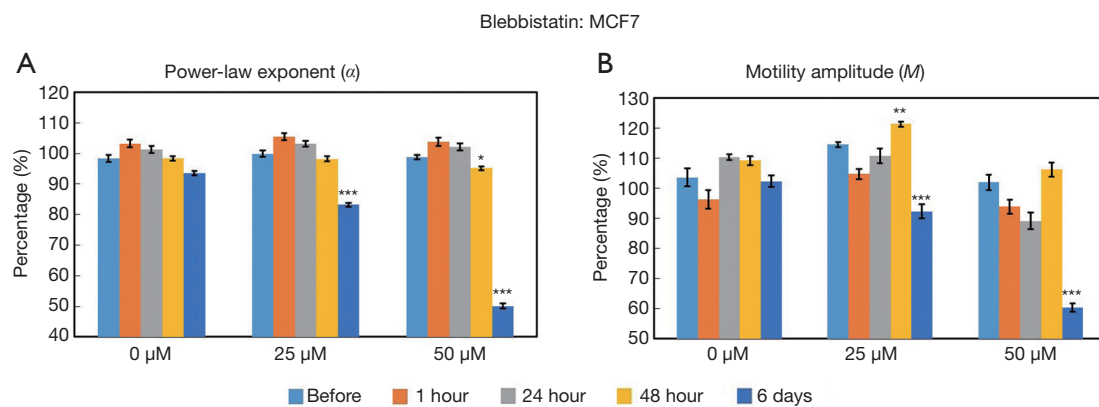 Blebbistatin: MCF7
A
Power-law exponent (α)
Percentage (%)
120
110
100
90
80
70
60
50
40
*
***
***
0 µM
25 µM
50 µM
B
Motility amplitude (M)
Percentage (%)
130
120
110
100
90
80
70
60
50
**
***
***
0 µM
25 µM
50 µM
Before 1 hour 24 hour 48 hour 6 days